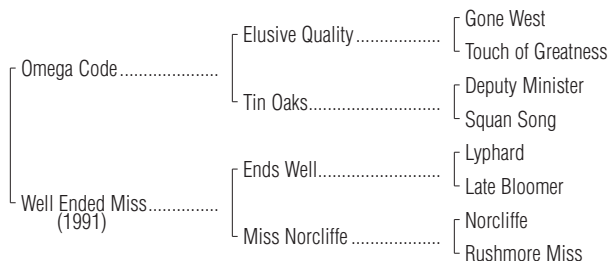 Gone West
Elusive Quality
Touch of Greatness
Omega Code
Deputy Minister
Tin Oaks
Squan Song
Lyphard
Ends Well
Late Bloomer
Well Ended Miss
(1991)
Norcliffe
Miss Norcliffe
Rushmore Miss